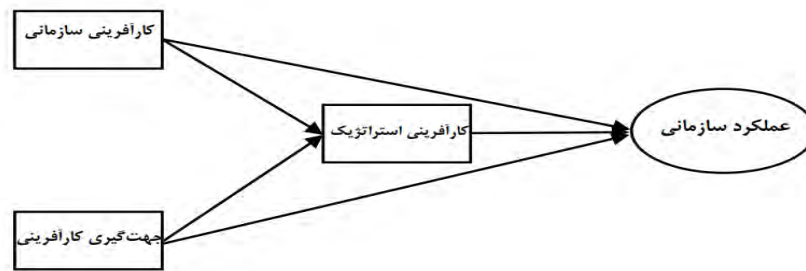 کارآفرینی سازمانی
کارآفرینی استراتژیک
عملکرد سازمانی
جهت‌گیری کارآفرینی